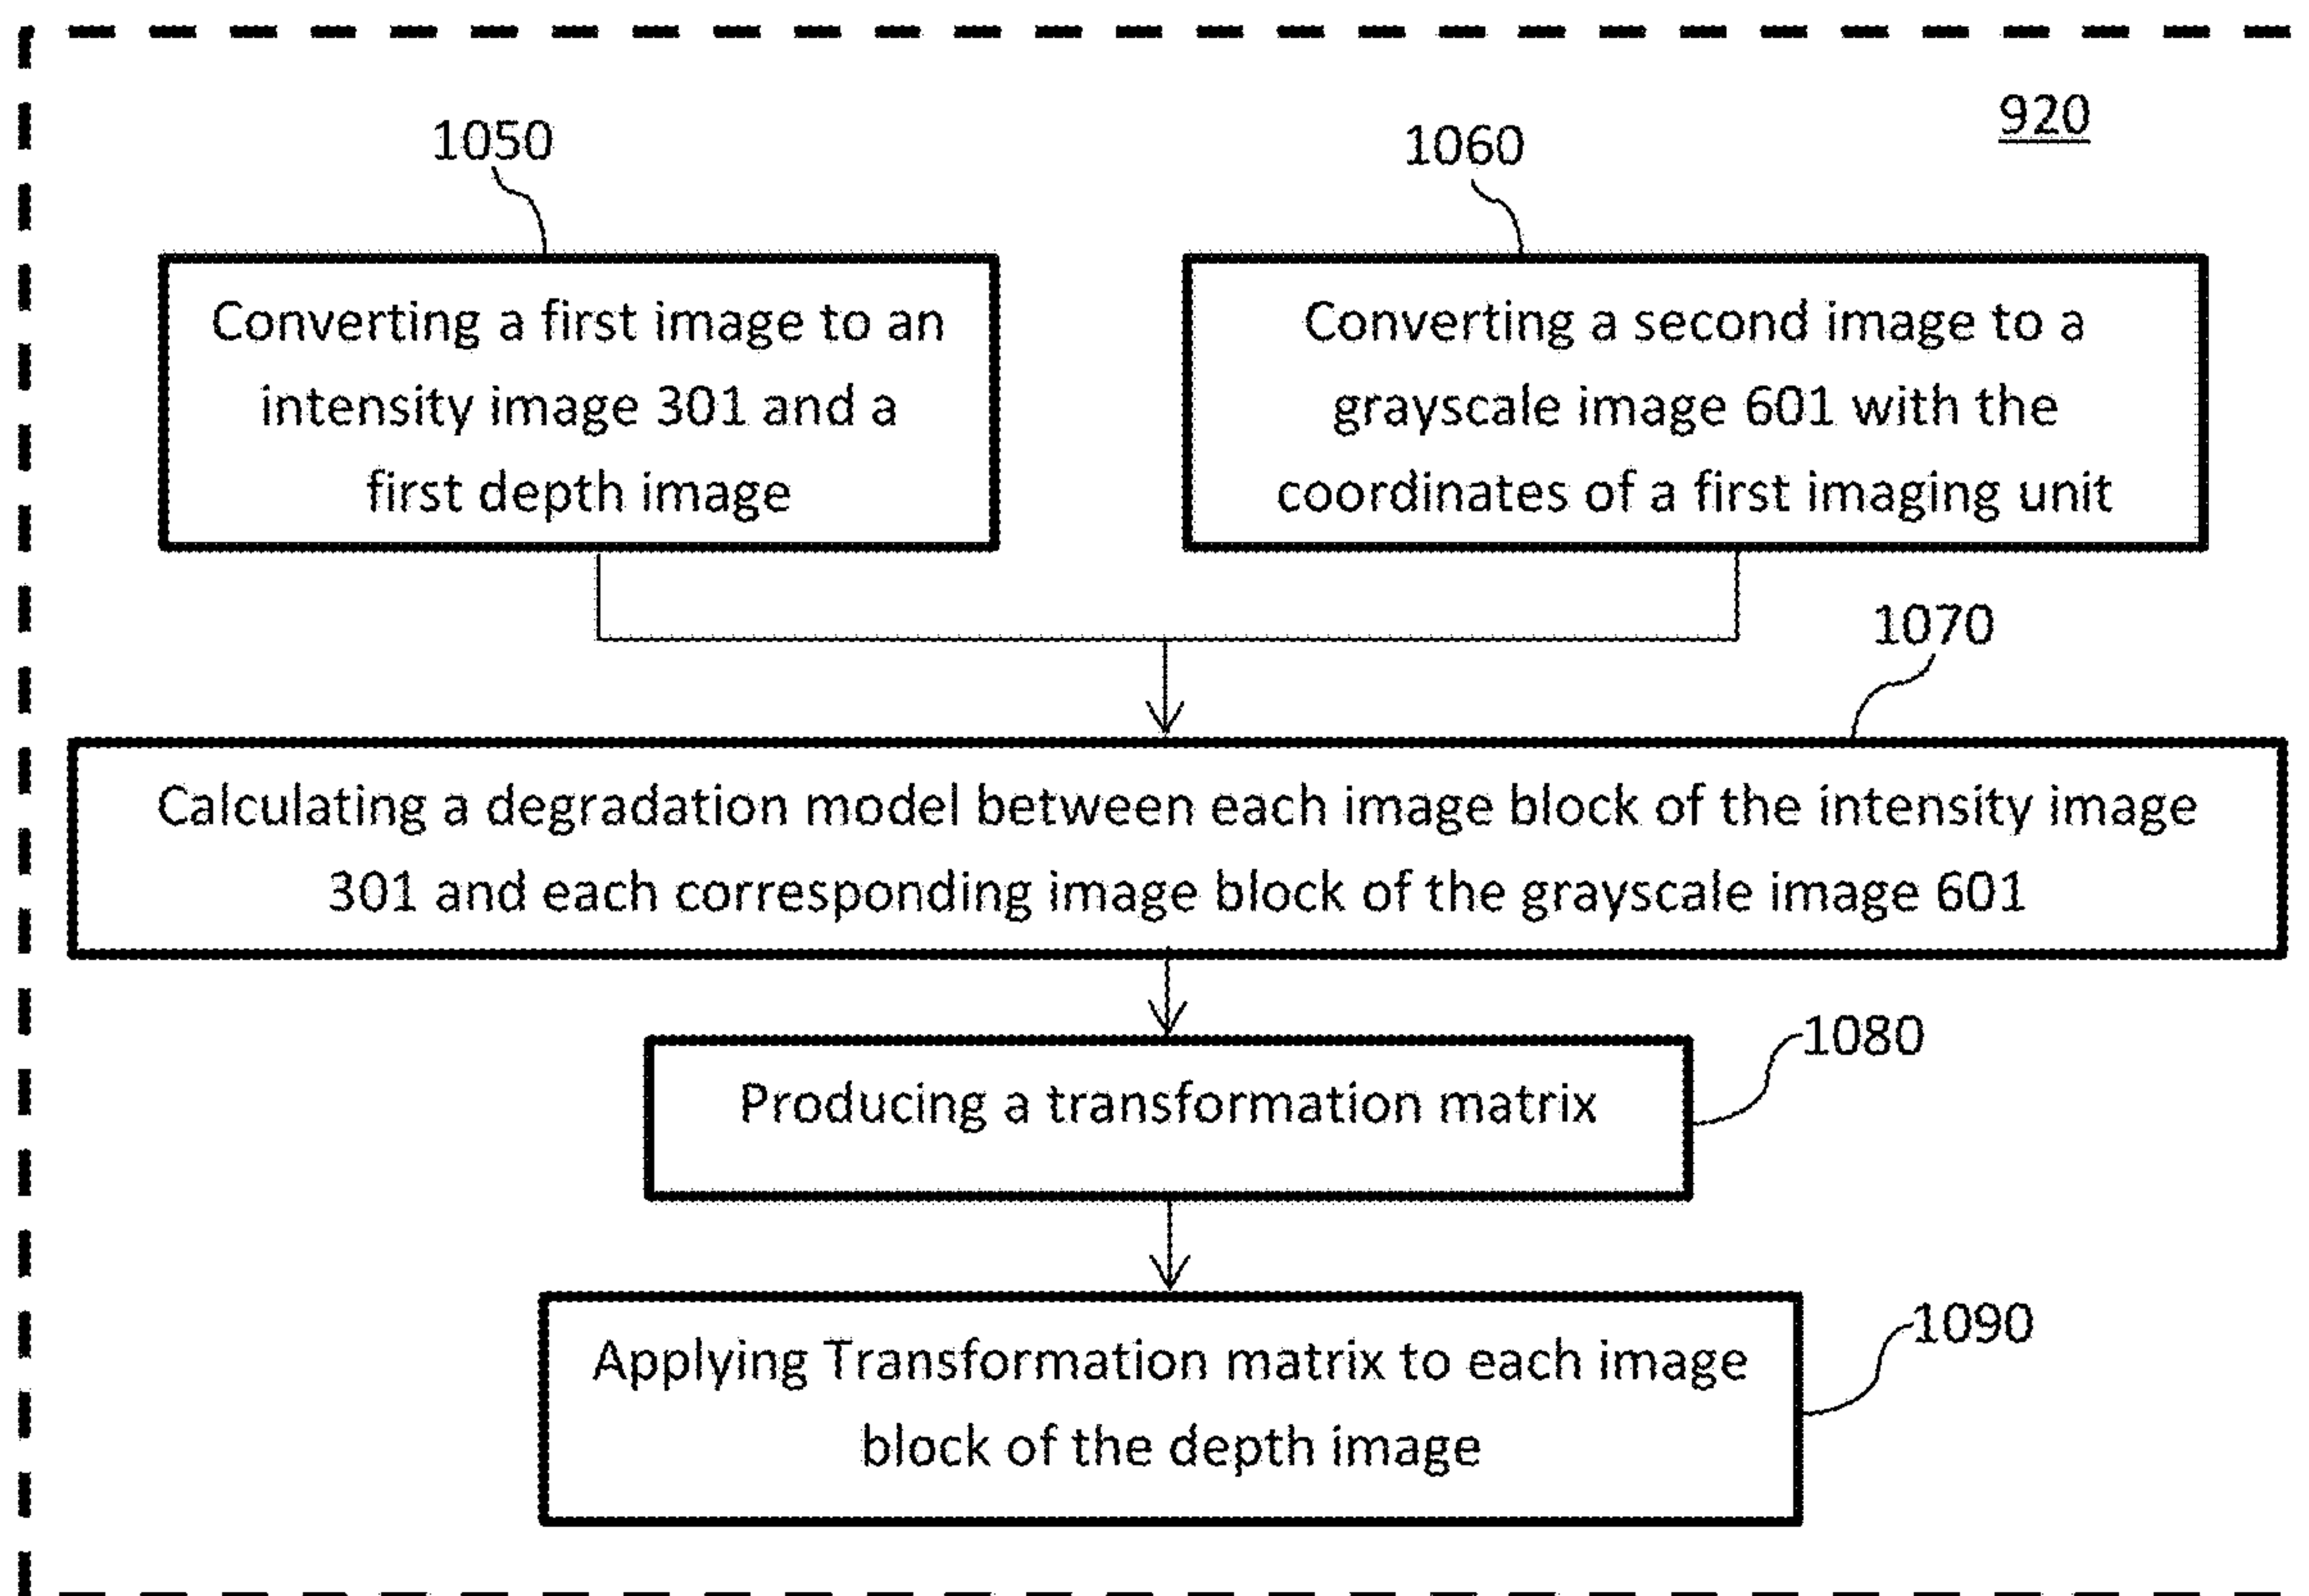 920
1050
1060
Converting a first image to an
intensity image 301 and a
first depth image
Converting a second image to a
grayscale image 601 with the
coordinates of a first imaging unit
1070
Calculating a degradation model between each image block of the intensity image
301 and each corresponding image block of the grayscale image 601
1080
Producing a transformation matrix
1090
Applying Transformation matrix to each image
block of the depth image